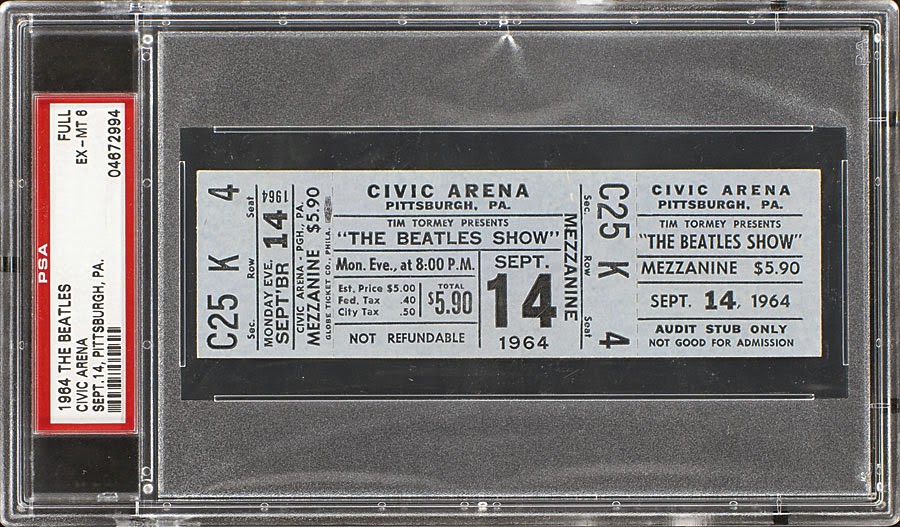 PSA
1964 THE BEATLES
CIVIC ARENA
SEPT.14, PITTSBURGH, PA.
FULL
EX-MT 6
04672994
C25 K 4
Sec. Row Seat
MONDAY EVE.
SEPT'BR 14 1964
CIVIC ARENA - PGH., PA.
MEZZANINE $5.90
GLOBE TICKET CO., PHILA.
CIVIC ARENA
PITTSBURGH, PA.
TIM TORMEY PRESENTS
"THE BEATLES SHOW"
Mon. Eve., at 8:00 P.M.
Est. Price $5.00
Fed. Tax .40
City Tax .50
TOTAL
$5.90
NOT REFUNDABLE
SEPT.
14
1964
MEZZANINE
Sec. Row Seat
C25 K 4
CIVIC ARENA
PITTSBURGH, PA.
TIM TORMEY PRESENTS
"THE BEATLES SHOW"
MEZZANINE $5.90
SEPT. 14, 1964
AUDIT STUB ONLY
NOT GOOD FOR ADMISSION